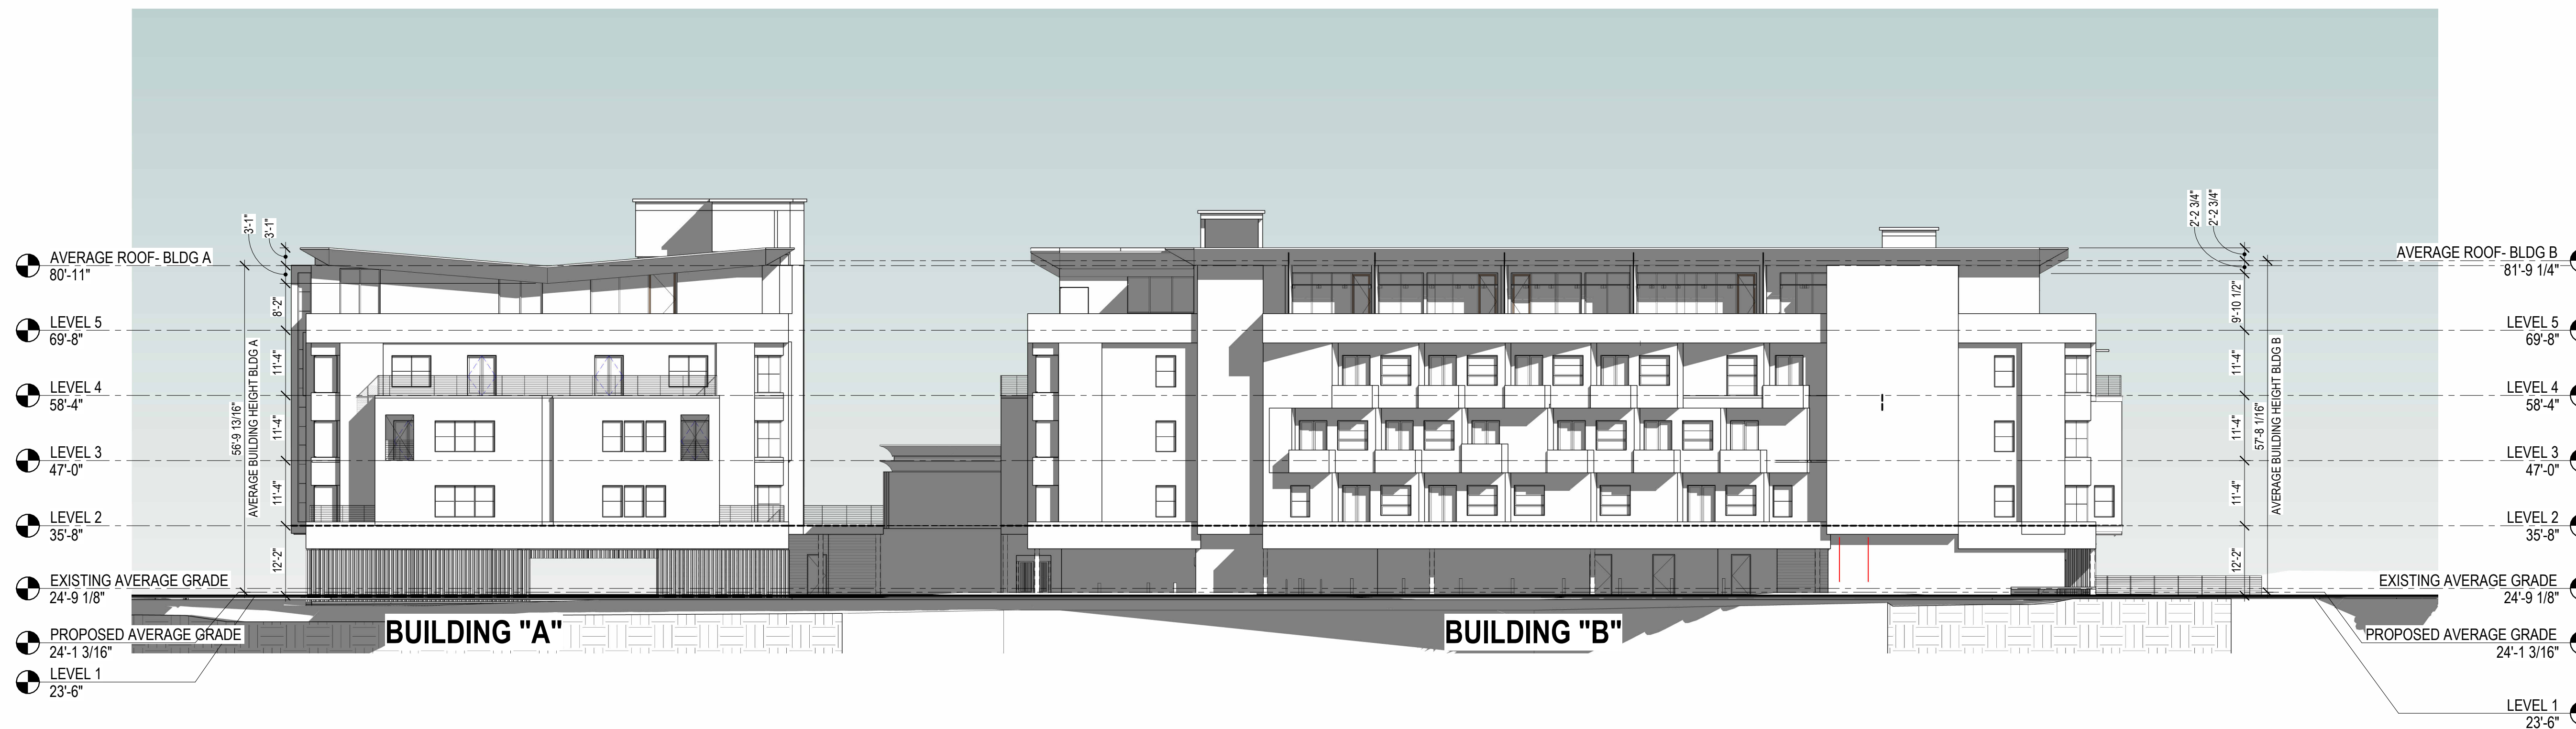 AVERAGE ROOF- BLDG A
80'-11"
LEVEL 5
69'-8"
LEVEL 4
58'-4"
LEVEL 3
47'-0"
LEVEL 2
35'-8"
EXISTING AVERAGE GRADE
24'-9 1/8"
PROPOSED AVERAGE GRADE
24'-1 3/16"
LEVEL 1
23'-6"
56'-9 13/16"
AVERAGE BUILDING HEIGHT BLDG A
3'-1"
3'-1"
8'-2"
11'-4"
11'-4"
11'-4"
12'-2"
BUILDING "A"
BUILDING "B"
2'-2 3/4"
2'-2 3/4"
9'-10 1/2"
11'-4"
11'-4"
11'-4"
12'-2"
57'-8 1/16"
AVERAGE BUILDING HEIGHT BLDG B
AVERAGE ROOF- BLDG B
81'-9 1/4"
LEVEL 5
69'-8"
LEVEL 4
58'-4"
LEVEL 3
47'-0"
LEVEL 2
35'-8"
EXISTING AVERAGE GRADE
24'-9 1/8"
PROPOSED AVERAGE GRADE
24'-1 3/16"
LEVEL 1
23'-6"